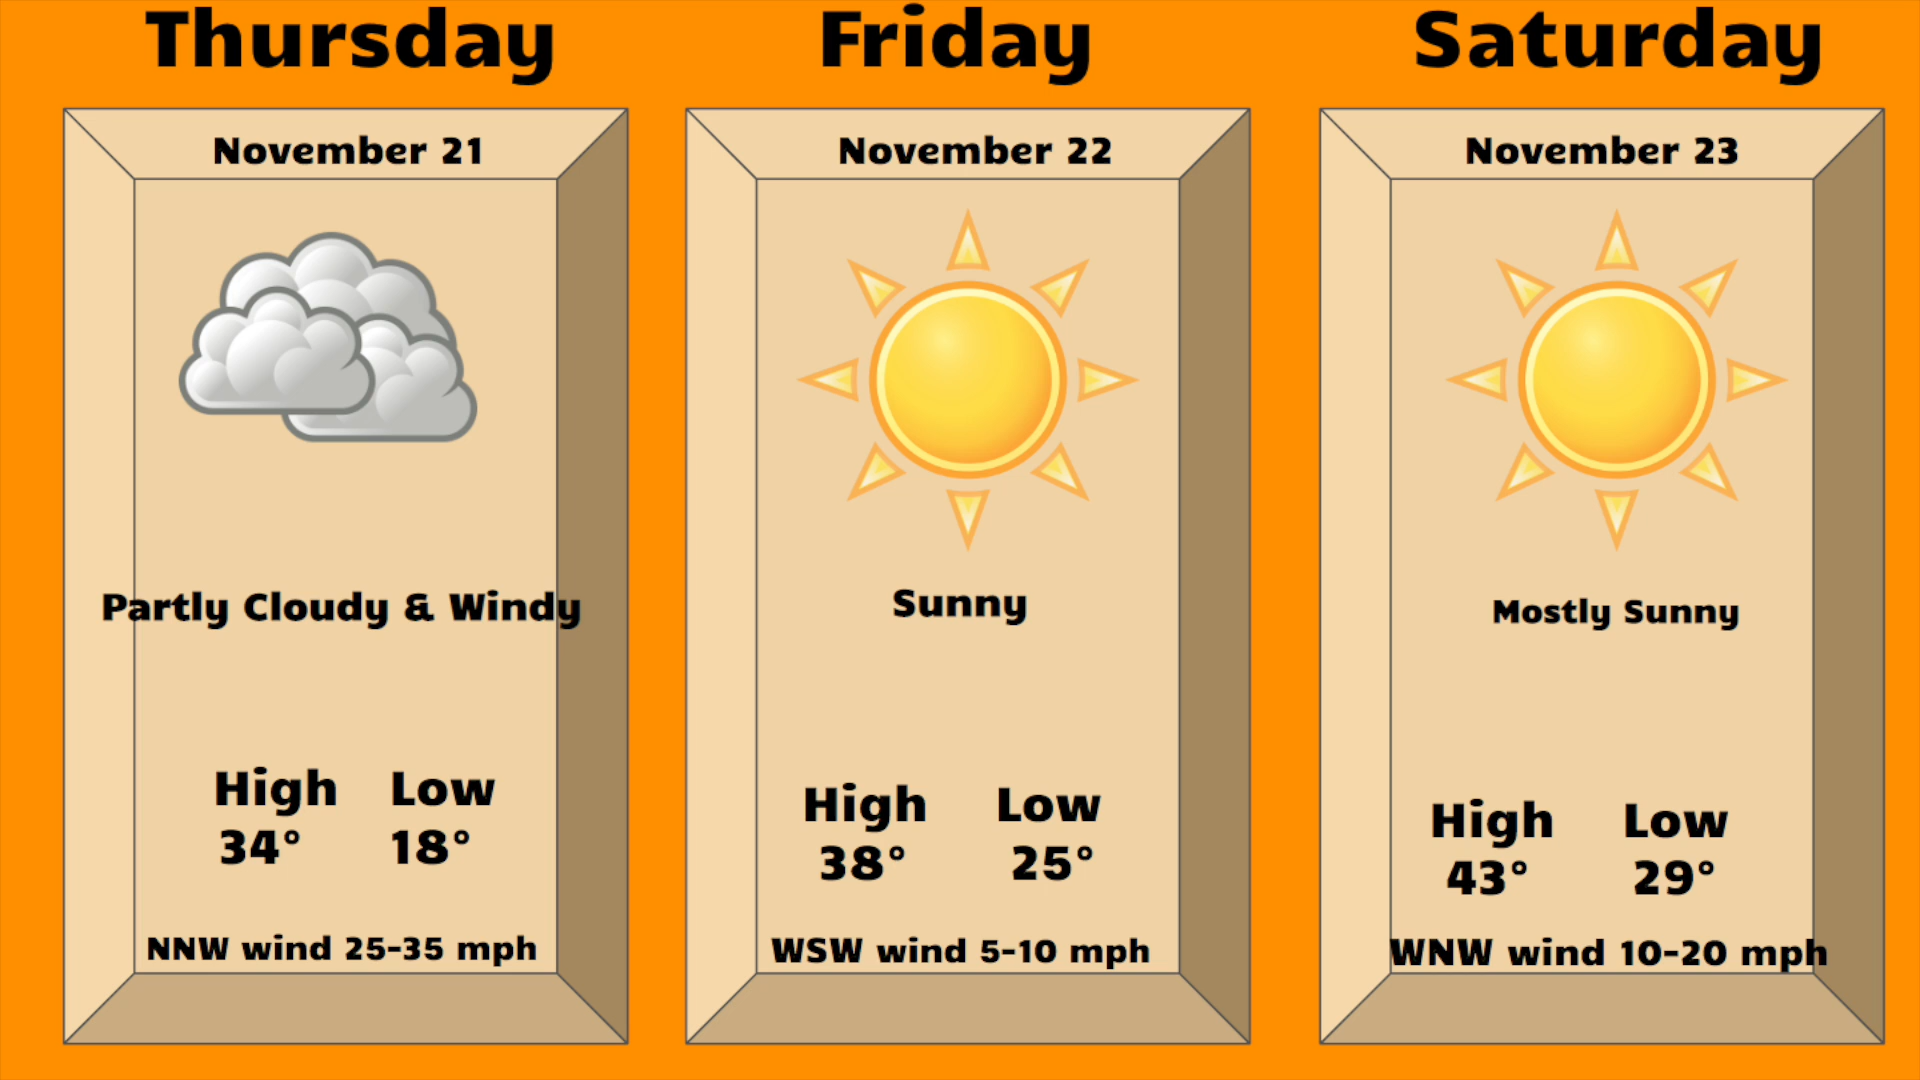 Thursday
November 21
Partly Cloudy & Windy
High Low
34° 18°
NNW wind 25-35 mph
Friday
November 22
Sunny
High Low
38° 25°
WSW wind 5-10 mph
Saturday
November 23
Mostly Sunny
High Low
43° 29°
WNW wind 10-20 mph